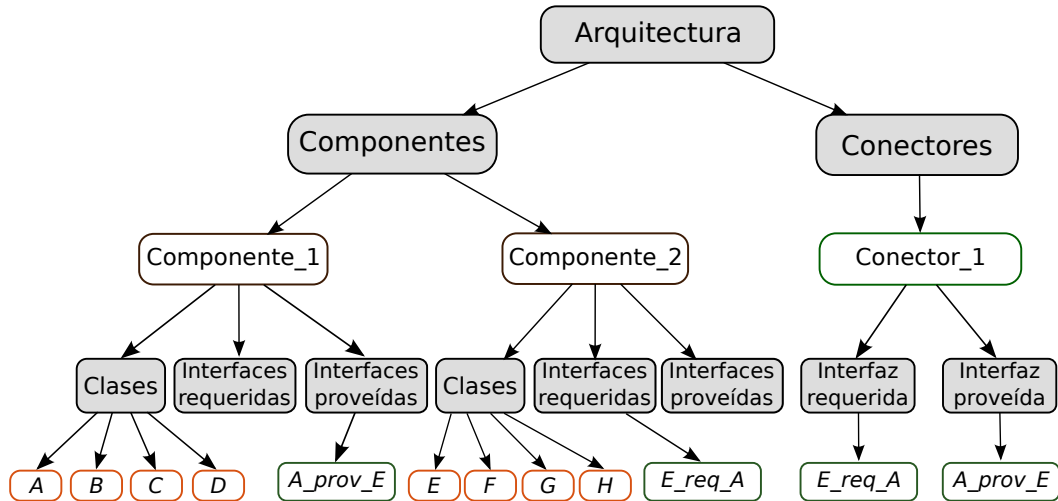 Arquitectura
Componentes
Conectores
Componente_1
Componente_2
Conector_1
Clases
Interfaces
requeridas
Interfaces
proveídas
Clases
Interfaces
requeridas
Interfaces
proveídas
Interfaz
requerida
Interfaz
proveída
A
B
C
D
A_prov_E
E
F
G
H
E_req_A
E_req_A
A_prov_E